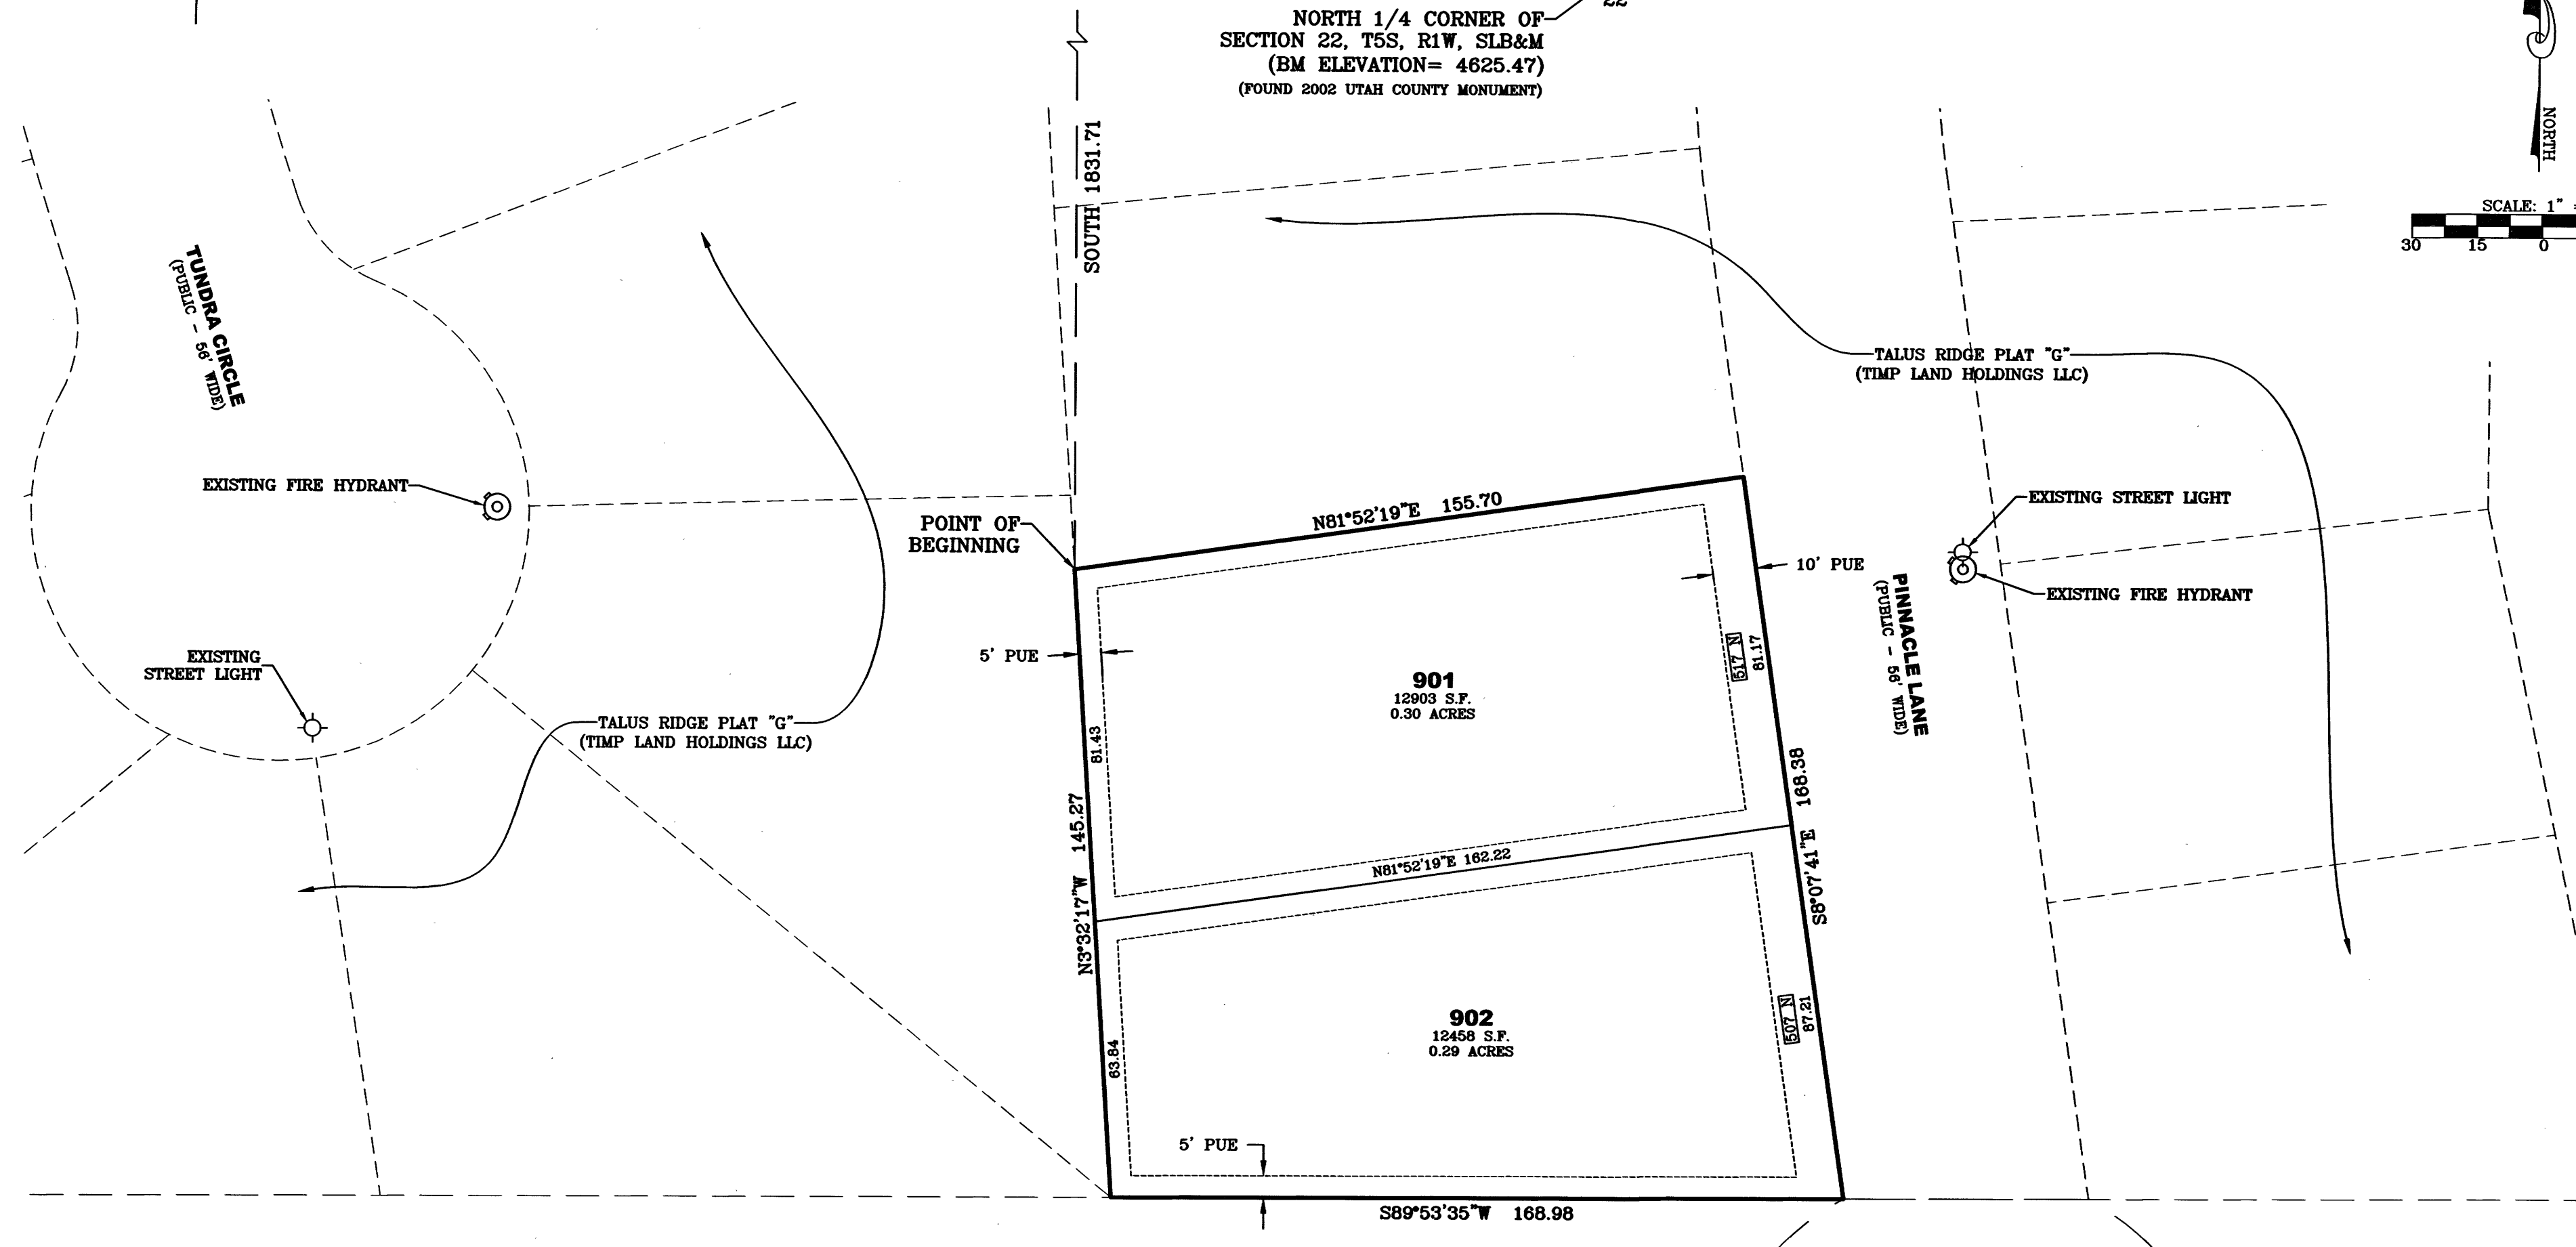 22
NORTH 1/4 CORNER OF
SECTION 22, T5S, R1W, SLB&M
(BM ELEVATION= 4625.47)
(FOUND 2002 UTAH COUNTY MONUMENT)
NORTH
SCALE: 1"
30 15 0
SOUTH 1831.71
TUNDRA CIRCLE
(PUBLIC - 56' WIDE)
TALUS RIDGE PLAT "G"
(TIMP LAND HOLDINGS LLC)
EXISTING FIRE HYDRANT
POINT OF
BEGINNING
N81°52'19"E 155.70
EXISTING STREET LIGHT
10' PUE
EXISTING FIRE HYDRANT
PINNACLE LANE
(PUBLIC - 56' WIDE)
5' PUE
EXISTING
STREET LIGHT
517 N
81.17
901
12903 S.F.
0.30 ACRES
TALUS RIDGE PLAT "G"
(TIMP LAND HOLDINGS LLC)
81.43
N3°32'17"W 145.27
S8°07'41"E 168.38
N81°52'19"E 162.22
902
12458 S.F.
0.29 ACRES
507 N
87.21
63.84
5' PUE
S89°53'35"W 168.98